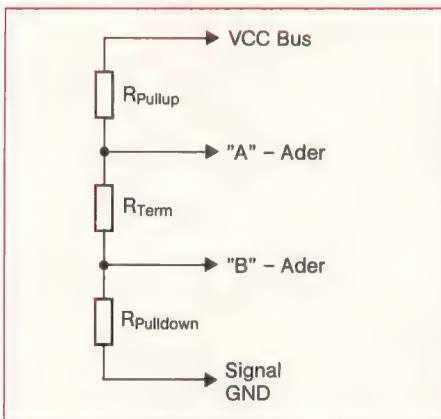 VCC Bus
RPullup
"A" – Ader
RTerm
"B" – Ader
RPulldown
Signal
GND